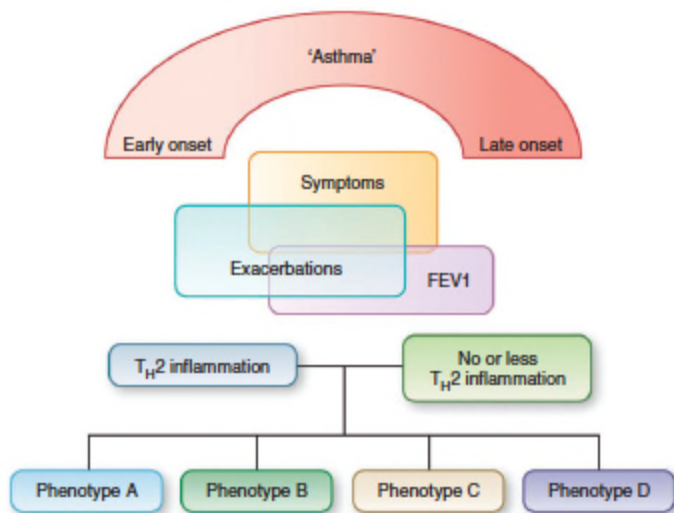 'Asthma'
Early onset
Late onset
Symptoms
Exacerbations
FEV1
TH2 inflammation
No or less
TH2 inflammation
Phenotype A
Phenotype B
Phenotype C
Phenotype D